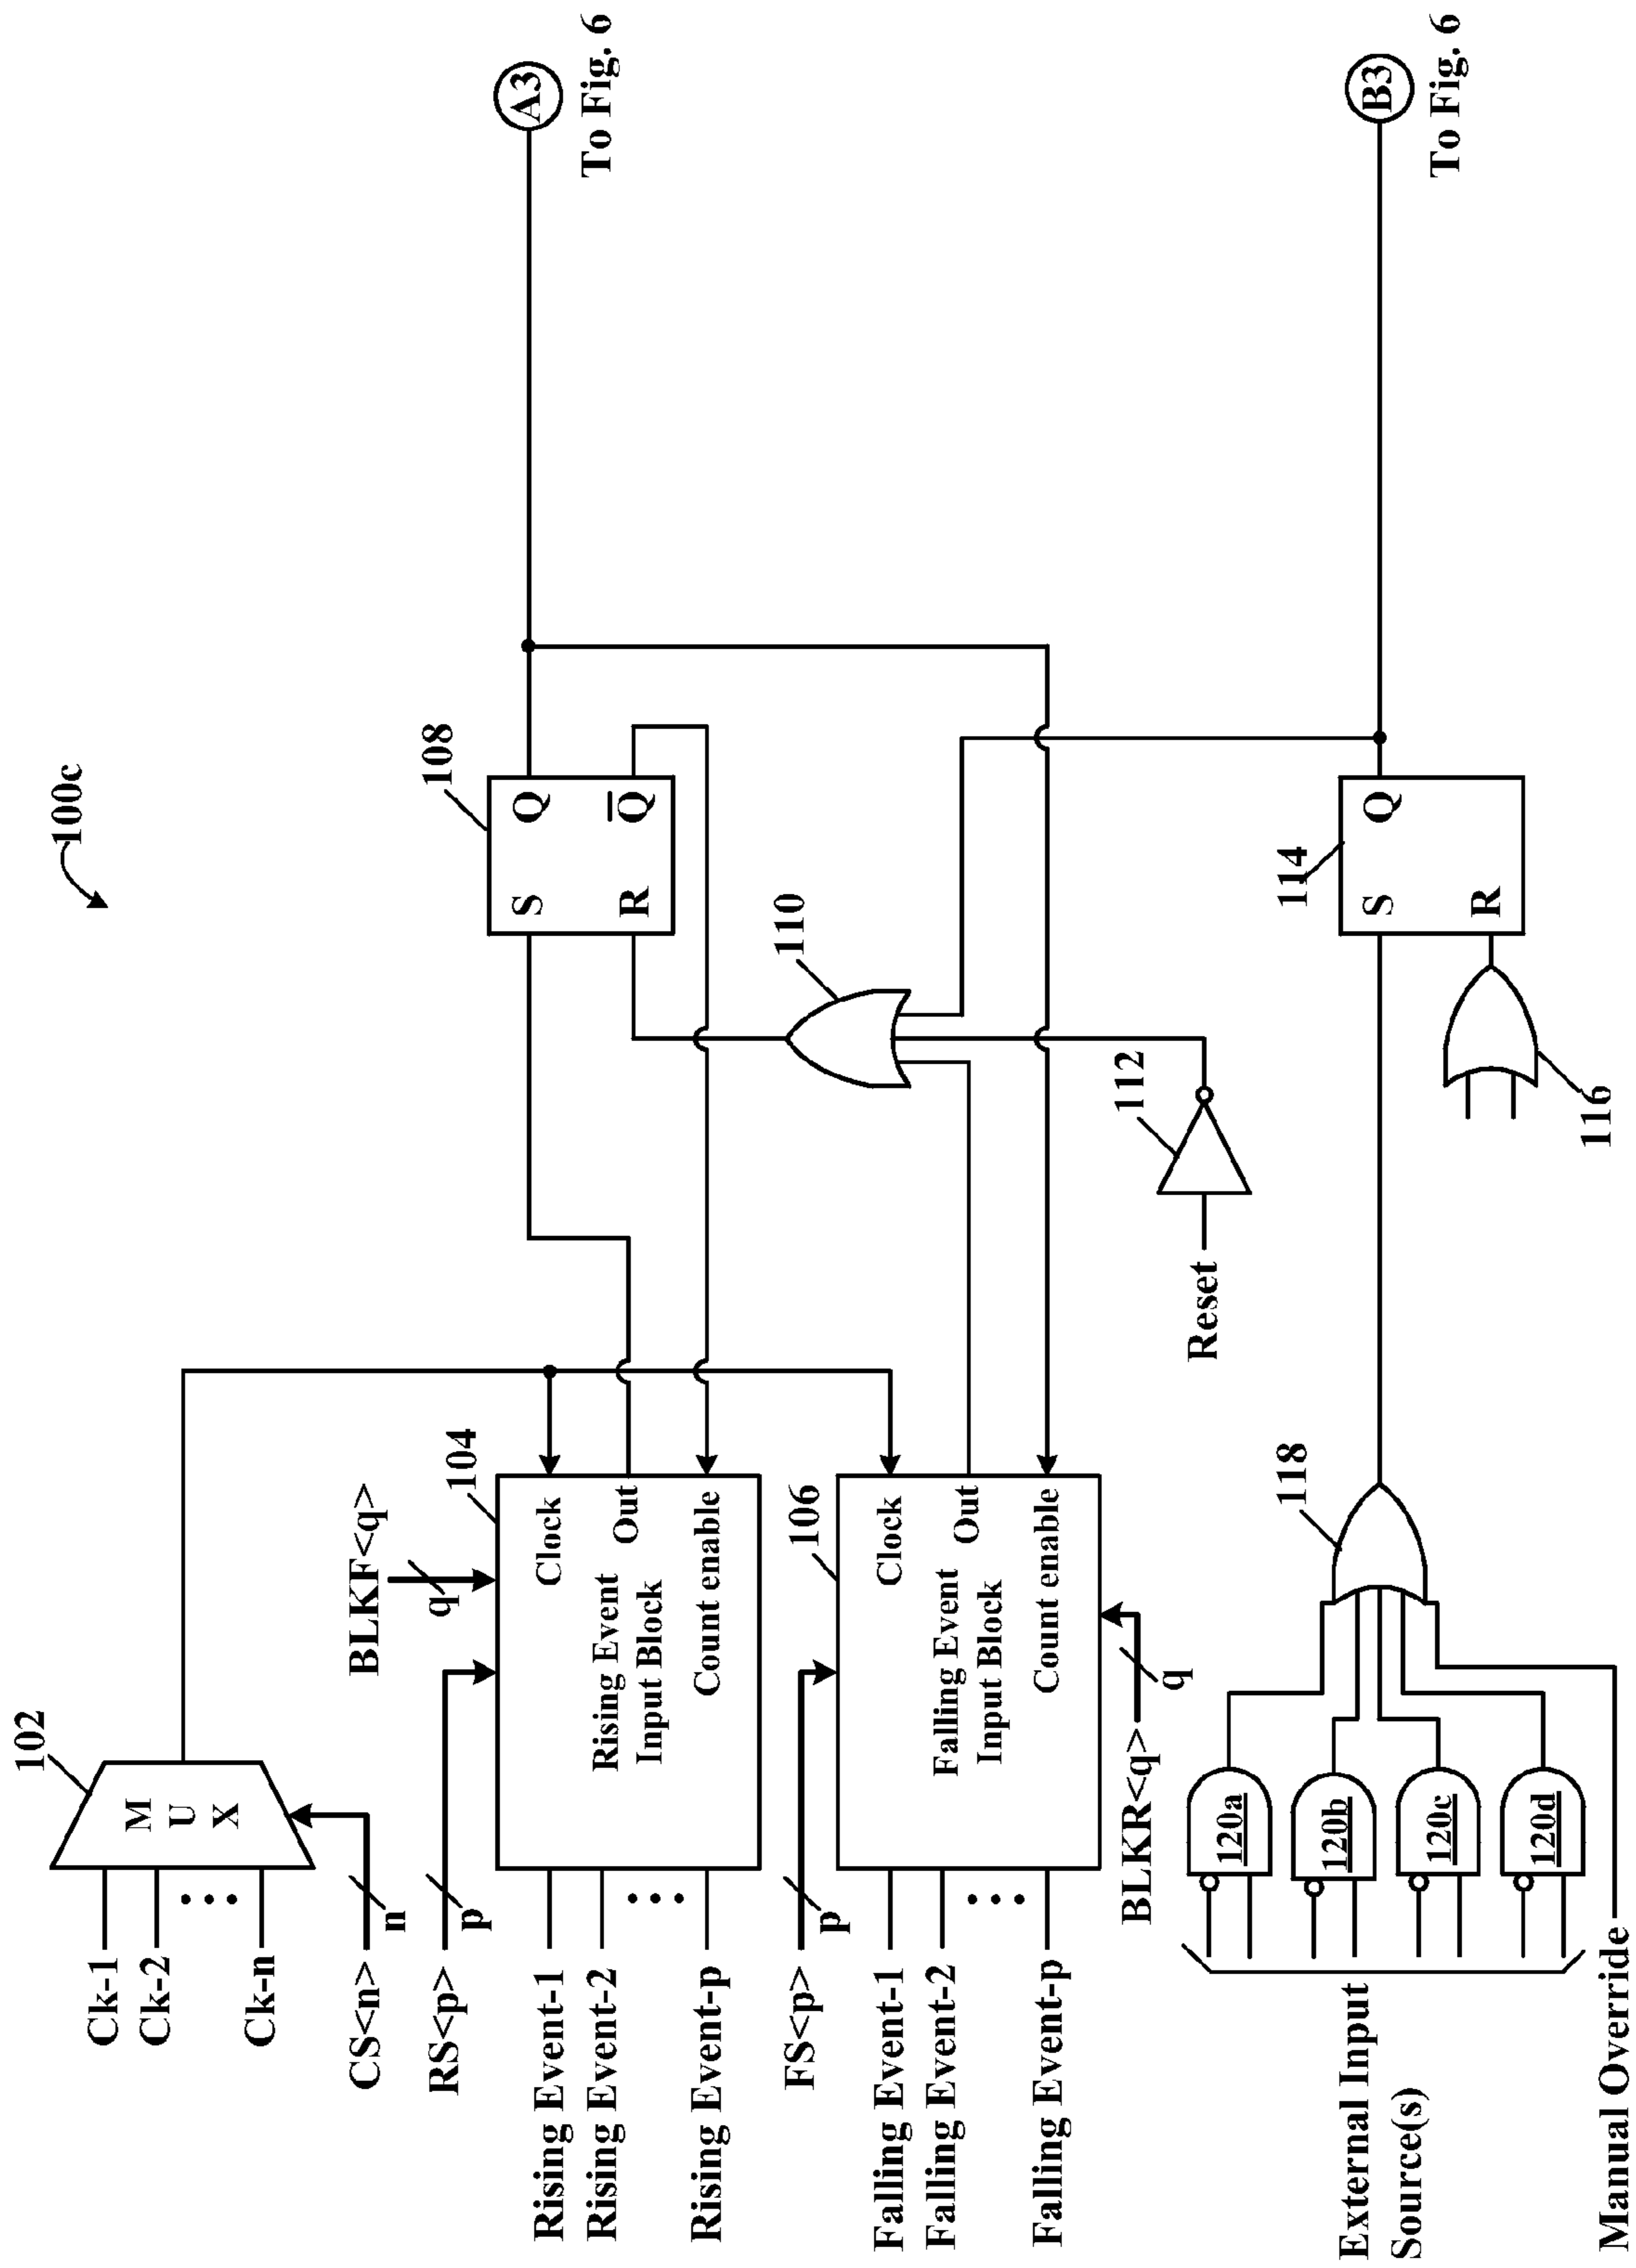 100c
102
M
U
X
Ck-1
Ck-2
Ck-n
CS<n>
n
RS<p>
p
BLKF<q>
q
104
Clock
Out
Count enable
Rising Event
Input Block
Rising Event-1
Rising Event-2
Rising Event-p
FS<p>
p
106
Clock
Out
Count enable
Falling Event
Input Block
Falling Event-1
Falling Event-2
Falling Event-p
BLKR<q>
q
108
S
Q
R
Q
A3
To Fig. 6
110
112
Reset
114
S
Q
R
116
B3
To Fig. 6
118
120a
120b
120c
120d
External Input
Source(s)
Manual Override